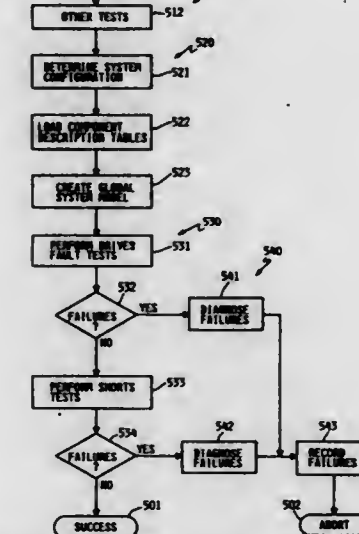 OTHER TESTS
512
520
DETERMINE SYSTEM
CONFIGURATION
521
LOAD COMPONENT
DESCRIPTION TABLES
522
CREATE GLOBAL
SYSTEM MODEL
523
530
PERFORM DRIVES
FAULT TESTS
531
540
532
541
FAILURES
?
YES
DIAGNOSE
FAILURES
NO
PERFORM SHORTS
TESTS
533
534
FAILURES
?
YES
542
DIAGNOSE
FAILURES
543
RECORD
FAILURES
NO
501
SUCCESS
502
ABORT